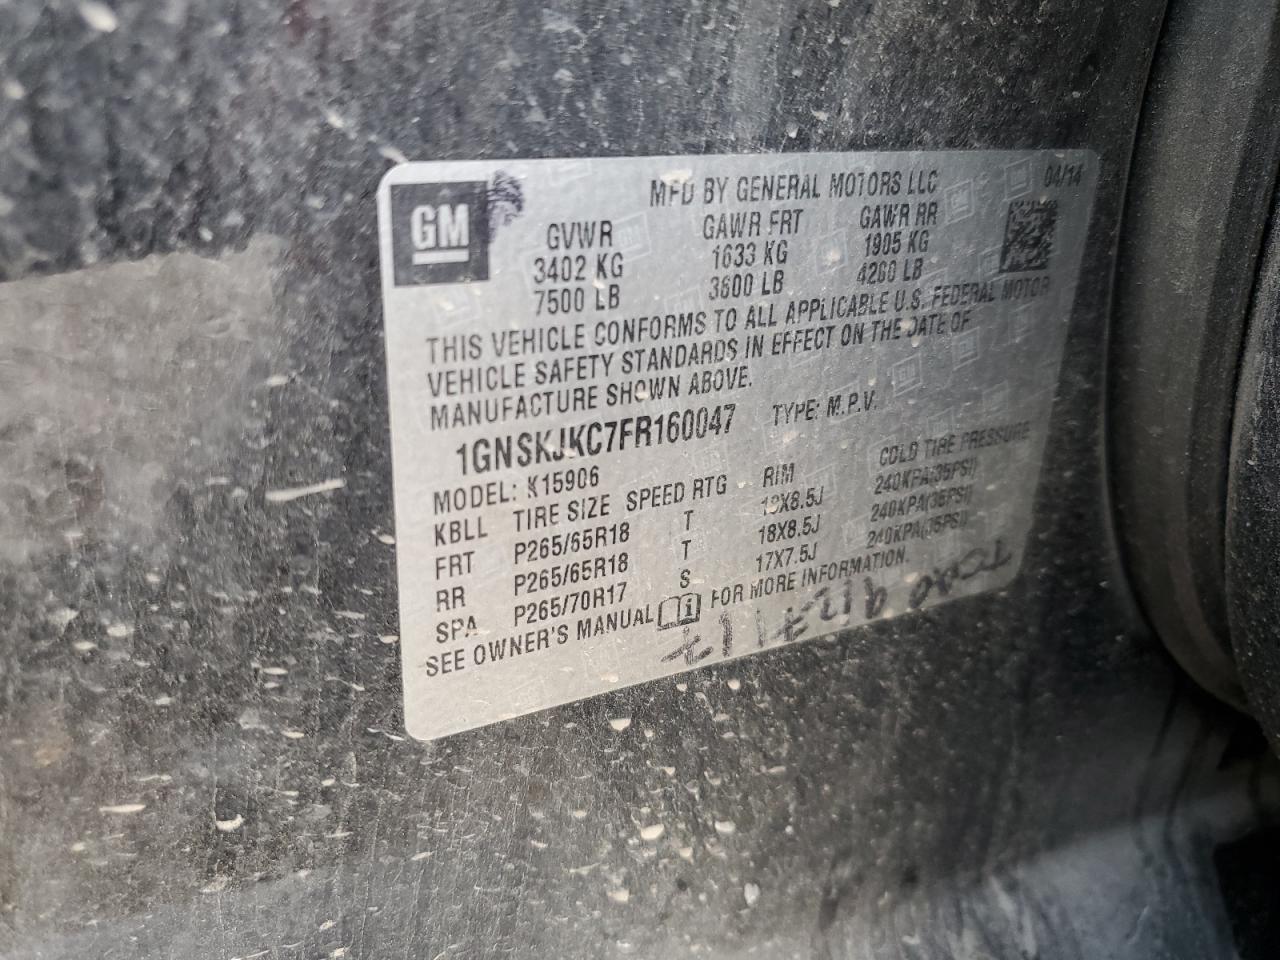 GM
MFD BY GENERAL MOTORS LLC 04/14
GVWR GAWR FRT GAWR RR
3402 KG 1633 KG 1905 KG
7500 LB 3600 LB 4200 LB
THIS VEHICLE CONFORMS TO ALL APPLICABLE U.S. FEDERAL MOTOR
VEHICLE SAFETY STANDARDS IN EFFECT ON THE DATE OF
MANUFACTURE SHOWN ABOVE.
1GNSKJKC7FR160047 TYPE: M.P.V.
MODEL: K15906
KBLL TIRE SIZE SPEED RTG RIM COLD TIRE PRESSURE
FRT P265/65R18 T 18X8.5J 240KPA(35PSI)
RR P265/65R18 T 18X8.5J 240KPA(35PSI)
SPA P265/70R17 S 17X7.5J 240KPA(35PSI)
SEE OWNER'S MANUAL FOR MORE INFORMATION.